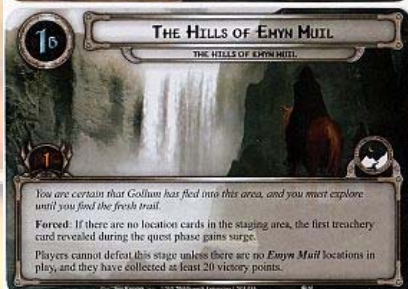 1B
THE HILLS OF EMYN MUIL
THE HILLS OF EMYN MUIL
1
You are certain that Gollum has fled into this area, and you must explore
until you find the fresh trail.
Forced: If there are no location cards in the staging area, the first treachery
card revealed during the quest phase gains surge.
Players cannot defeat this stage unless there are no Emyn Muil locations in
play, and they have collected at least 20 victory points.